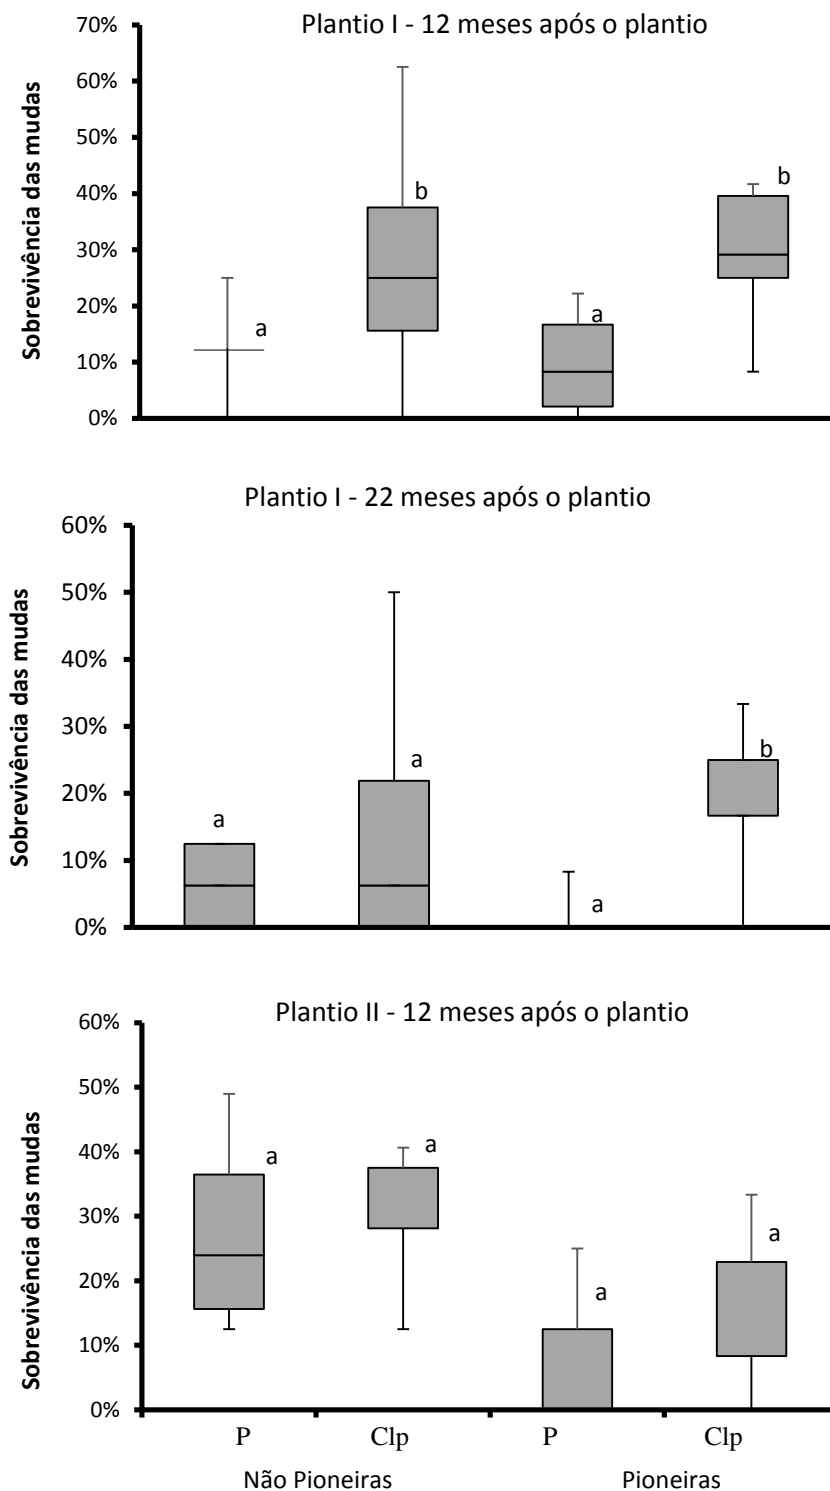 Plantio I - 12 meses após o plantio
Sobrevivência das mudas
70%
60%
50%
40%
30%
20%
10%
0%
a
b
a
b
Plantio I - 22 meses após o plantio
Sobrevivência das mudas
60%
50%
40%
30%
20%
10%
0%
a
a
a
b
Plantio II - 12 meses após o plantio
Sobrevivência das mudas
60%
50%
40%
30%
20%
10%
0%
a
a
a
a
P Clp P Clp
Não Pioneiras Pioneiras